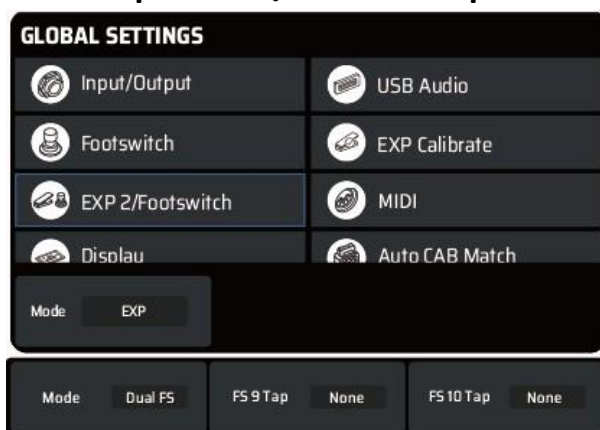 GLOBAL SETTINGS
Input/Output USB Audio
Footswitch EXP Calibrate
EXP 2/Footswitch MIDI
Display Auto CAB Match
Mode EXP
Mode Dual FS FS 9 Tap None FS 10 Tap None